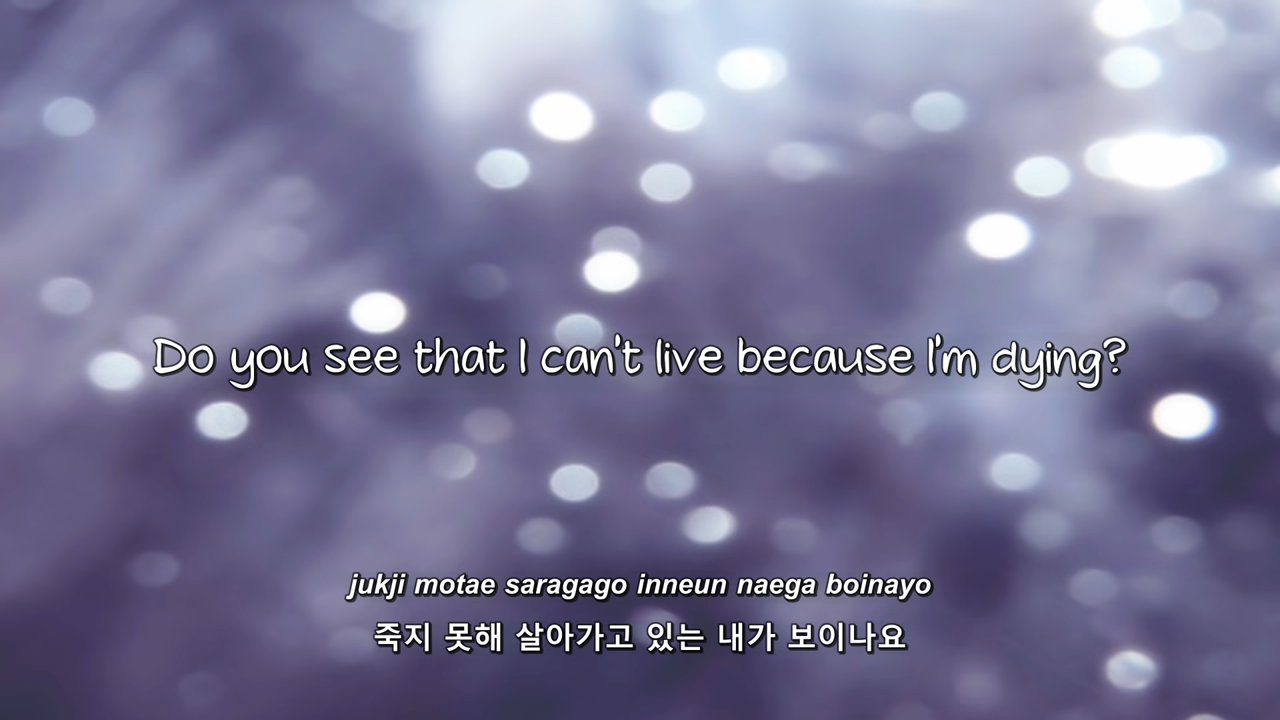 Do you see that I can't live because I'm dying?
jukji motae saragago inneun naega boinayo
죽지 못해 살아가고 있는 내가 보이나요